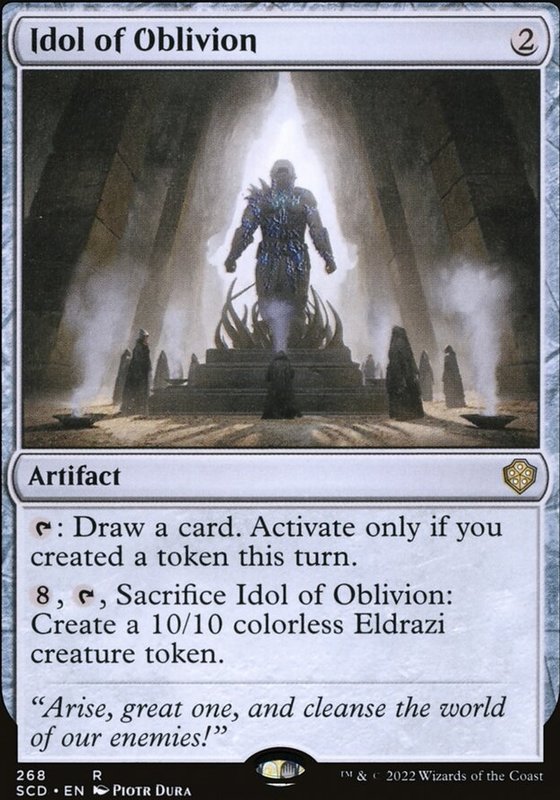 Idol of Oblivion 2
Artifact
: Draw a card. Activate only if you
created a token this turn.
8, , Sacrifice Idol of Oblivion:
Create a 10/10 colorless Eldrazi
creature token.
“Arise, great one, and cleanse the world
of our enemies!”
268 R
SCD • EN Piotr Dura
™ & © 2022 Wizards of the Coast